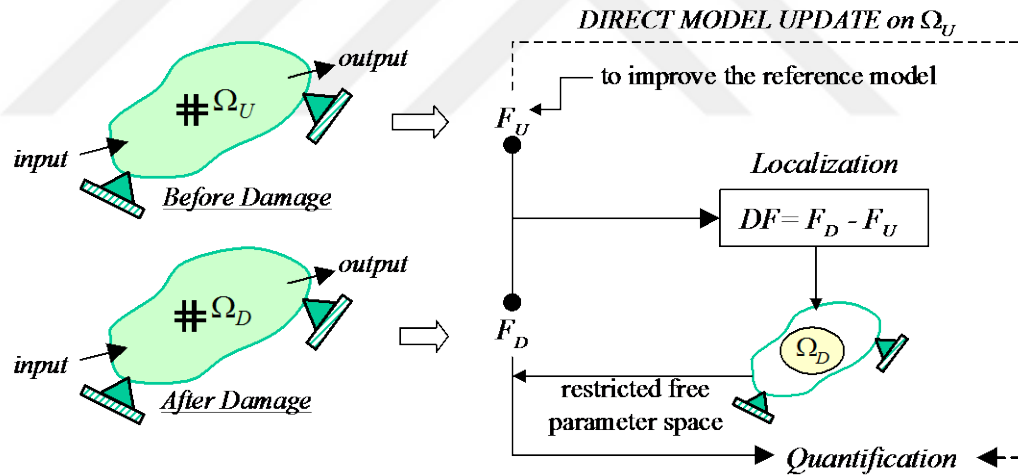 DIRECT MODEL UPDATE on Ω_U
output
to improve the reference model
# Ω_U
F_U
input
Before Damage
Localization
DF = F_D - F_U
output
# Ω_D
F_D
Ω_D
input
After Damage
restricted free
parameter space
Quantification